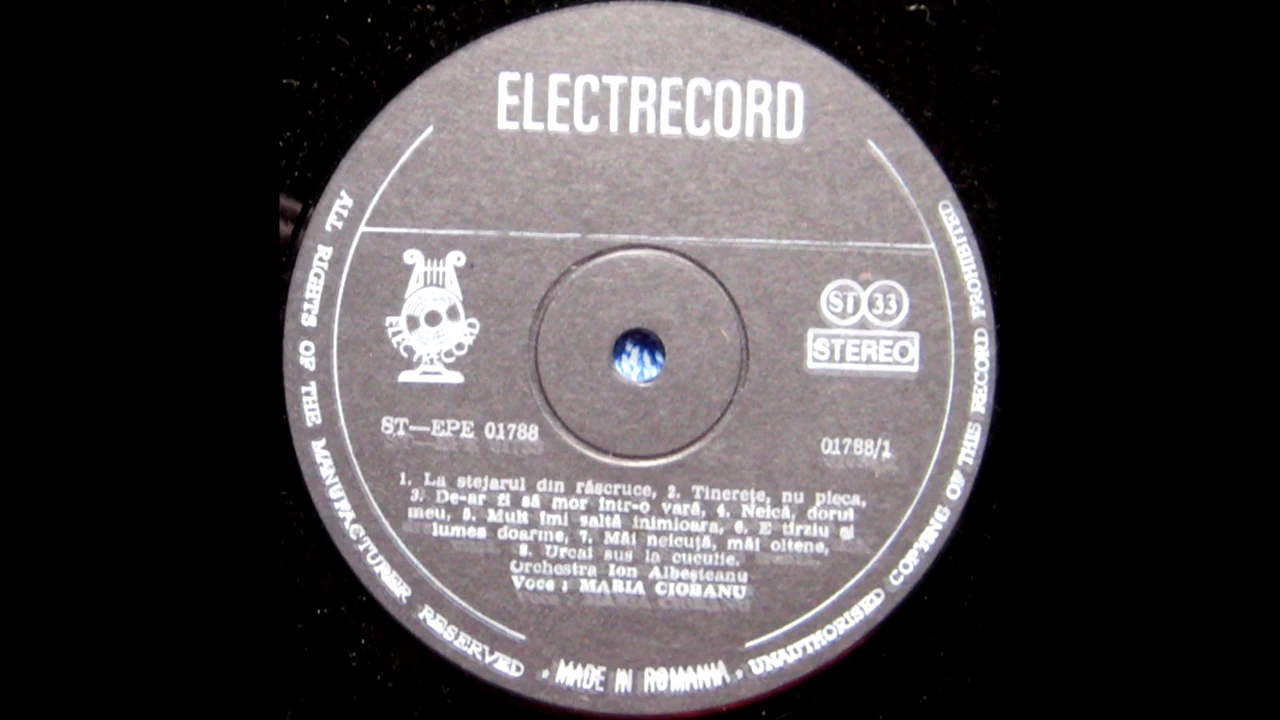 ELECTRECORD
ELECTRECORD
ST 33
STEREO
ST—EPE 01788
01788/1
1. La stejarul din răscruce, 2. Tinerețe, nu pleca,
3. De-ar fi să mor într-o vară, 4. Neică, dorul
meu, 5. Mult îmi saltă inimioara, 6. E tîrziu și
lumea doarme, 7. Măi neicuță, măi oltene,
8. Urcai sus la cuculie.
Orchestra Ion Albeșteanu
Voce : MARIA CIOBANU
ALL RIGHTS OF THE MANUFACTURER RESERVED
• MADE IN ROMANIA •
UNAUTHORISED COPYING OF THIS RECORD PROHIBITED